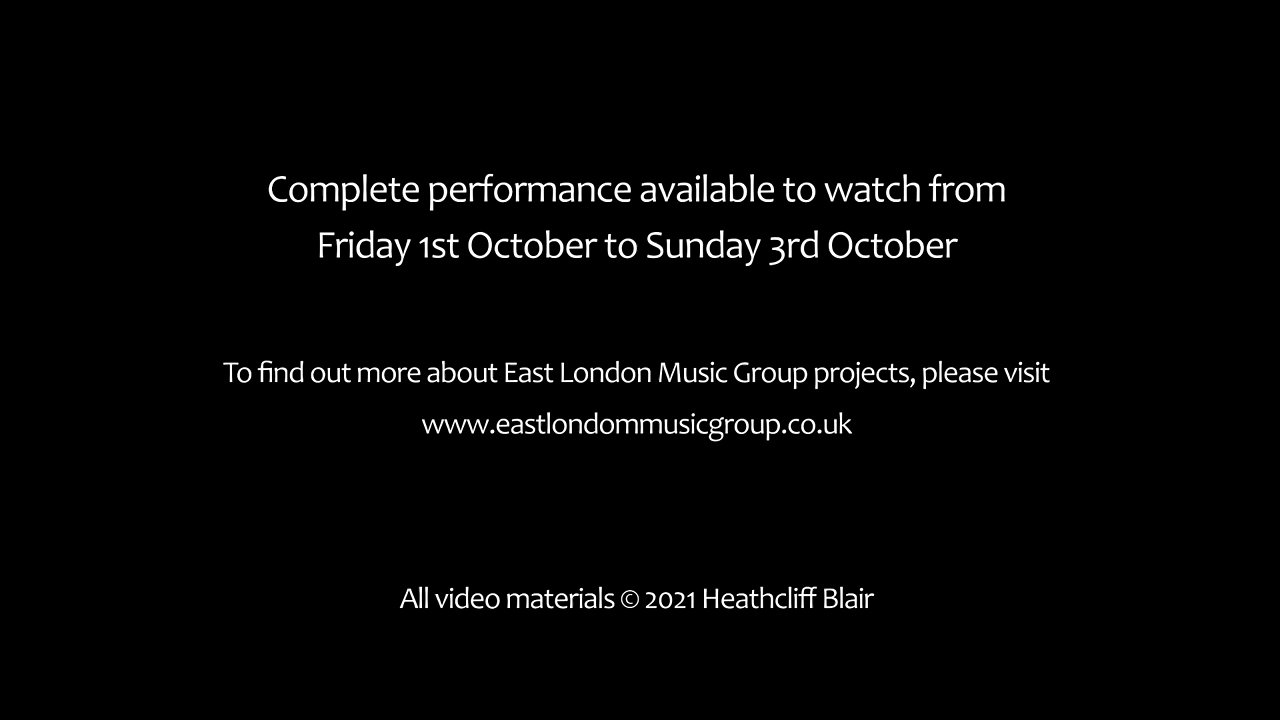 Complete performance available to watch from
Friday 1st October to Sunday 3rd October
To find out more about East London Music Group projects, please visit
www.eastlondommusicgroup.co.uk
All video materials © 2021 Heathcliff Blair